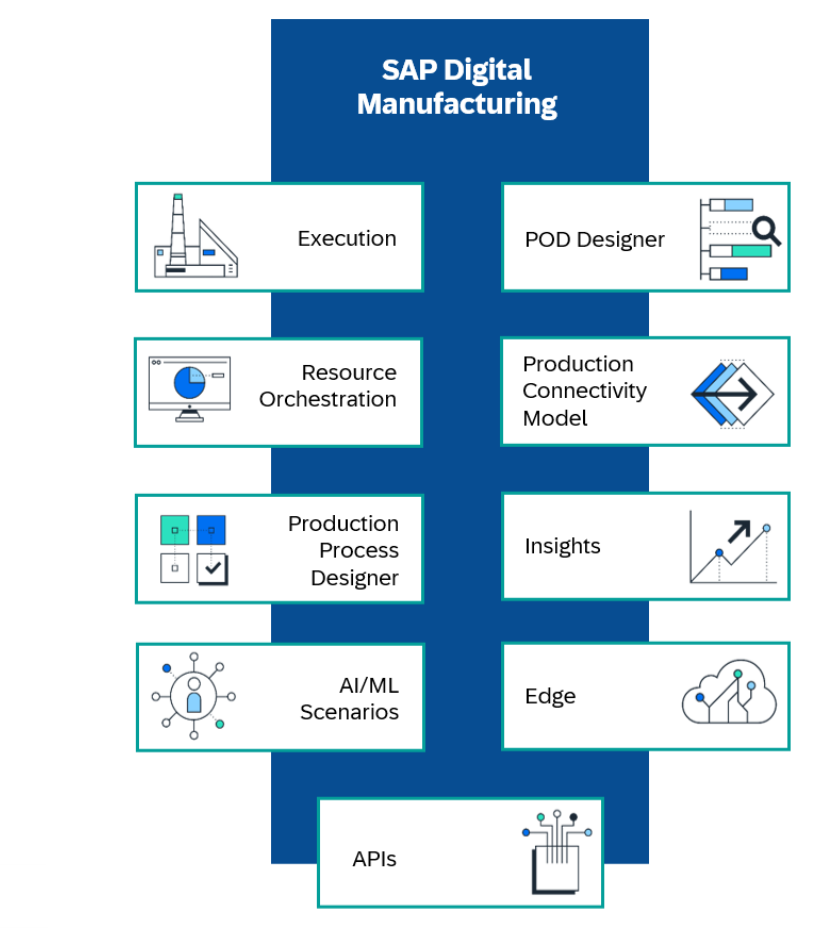 SAP Digital
Manufacturing
Execution
POD Designer
Resource
Orchestration
Production
Connectivity
Model
Production
Process
Designer
Insights
AI/ML
Scenarios
Edge
APIs